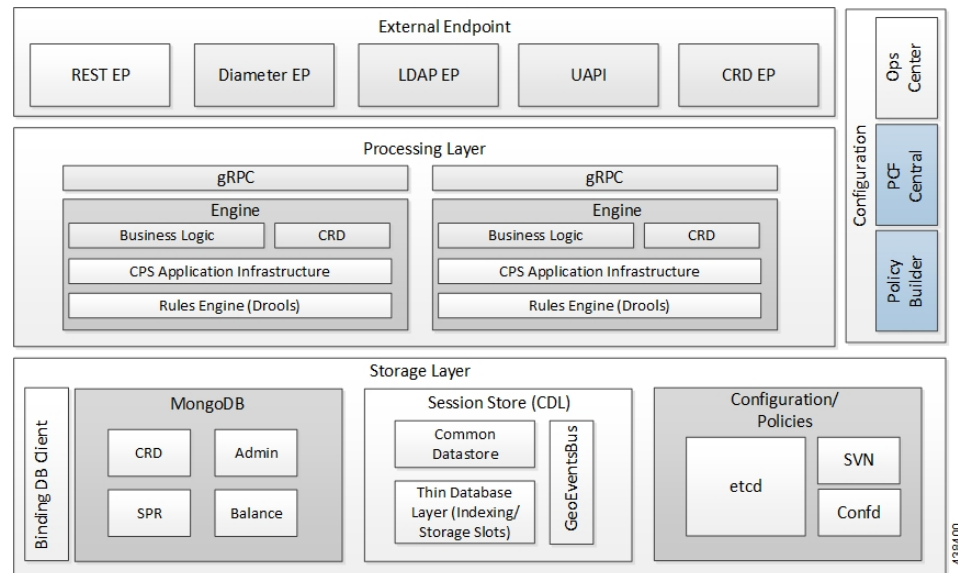 External Endpoint
REST EP
Diameter EP
LDAP EP
UAPI
CRD EP
Configuration
Ops
Center
PCF
Central
Policy
Builder
Processing Layer
gRPC
Engine
Business Logic
CRD
CPS Application Infrastructure
Rules Engine (Drools)
gRPC
Engine
Business Logic
CRD
CPS Application Infrastructure
Rules Engine (Drools)
Storage Layer
Binding DB Client
MongoDB
CRD
Admin
SPR
Balance
Session Store (CDL)
Common
Datastore
Thin Database
Layer (Indexing/
Storage Slots)
GeoEventsBus
Configuration/
Policies
etcd
SVN
Confd
438400